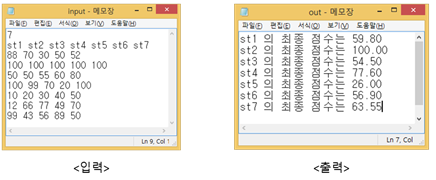 input - 메모장
파일(F) 편집(E) 서식(O) 보기(V) 도움말(H)
7
st1 st2 st3 st4 st5 st6 st7
88 70 30 50 52
100 100 100 100 100
50 50 55 60 80
100 99 70 20 100
10 20 30 40 50
12 66 77 49 70
99 43 56 89 50
Ln 9, Col 1
<입력>
out - 메모장
파일(F) 편집(E) 서식(O) 보기(V) 도움말(H)
st1 의 최종 점수는 59.80
st2 의 최종 점수는 100.00
st3 의 최종 점수는 54.50
st4 의 최종 점수는 77.60
st5 의 최종 점수는 26.00
st6 의 최종 점수는 56.90
st7 의 최종 점수는 63.55
Ln 7, Col 1
<출력>